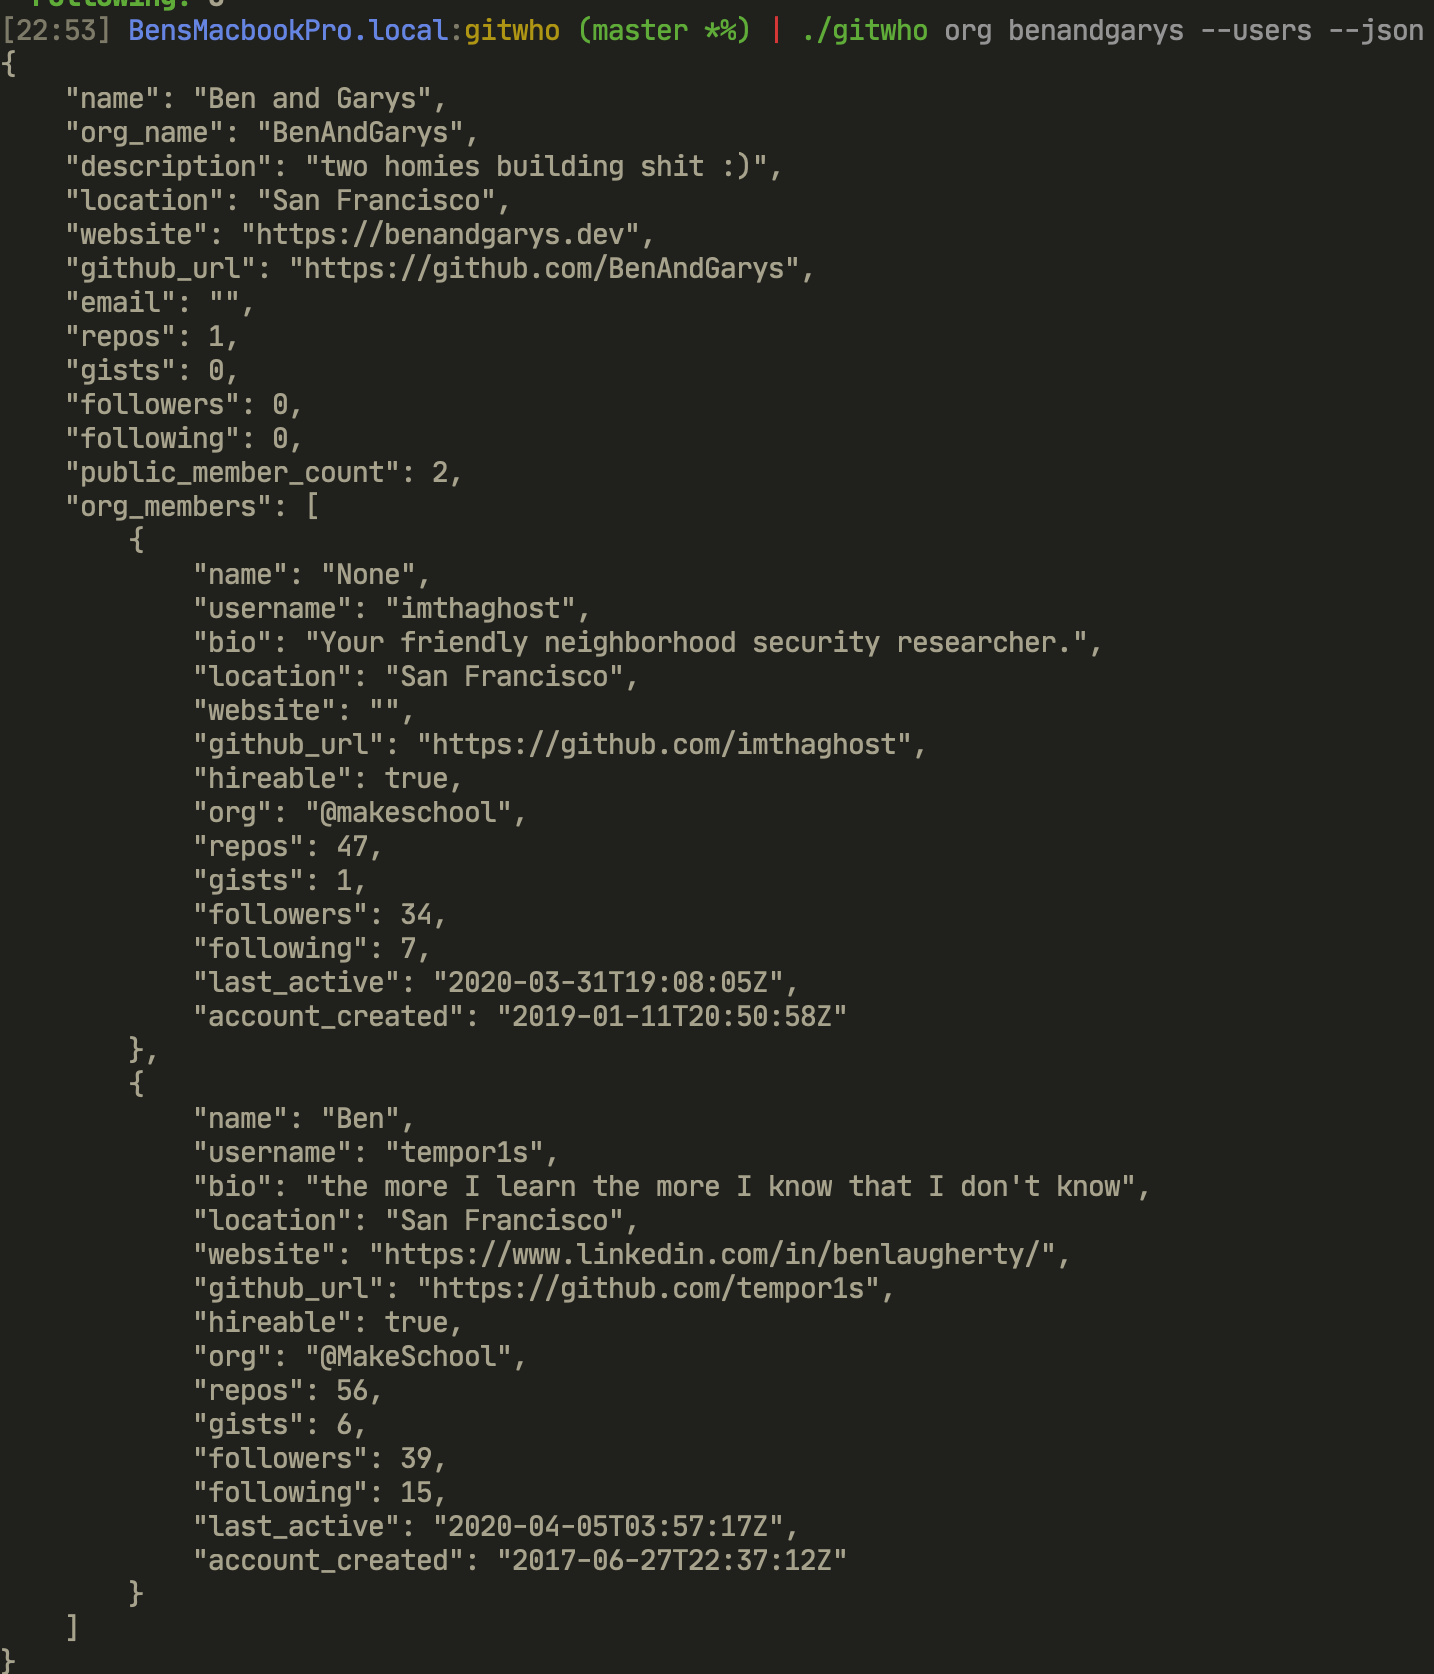 Following: 0
[22:53] BensMacbookPro.local:gitwho (master *%) | ./gitwho org benandgarys --users --json
{
    "name": "Ben and Garys",
    "org_name": "BenAndGarys",
    "description": "two homies building shit :)",
    "location": "San Francisco",
    "website": "https://benandgarys.dev",
    "github_url": "https://github.com/BenAndGarys",
    "email": "",
    "repos": 1,
    "gists": 0,
    "followers": 0,
    "following": 0,
    "public_member_count": 2,
    "org_members": [
        {
            "name": "None",
            "username": "imthaghost",
            "bio": "Your friendly neighborhood security researcher.",
            "location": "San Francisco",
            "website": "",
            "github_url": "https://github.com/imthaghost",
            "hireable": true,
            "org": "@makeschool",
            "repos": 47,
            "gists": 1,
            "followers": 34,
            "following": 7,
            "last_active": "2020-03-31T19:08:05Z",
            "account_created": "2019-01-11T20:50:58Z"
        },
        {
            "name": "Ben",
            "username": "tempor1s",
            "bio": "the more I learn the more I know that I don't know",
            "location": "San Francisco",
            "website": "https://www.linkedin.com/in/benlaugherty/",
            "github_url": "https://github.com/tempor1s",
            "hireable": true,
            "org": "@MakeSchool",
            "repos": 56,
            "gists": 6,
            "followers": 39,
            "following": 15,
            "last_active": "2020-04-05T03:57:17Z",
            "account_created": "2017-06-27T22:37:12Z"
        }
    ]
}